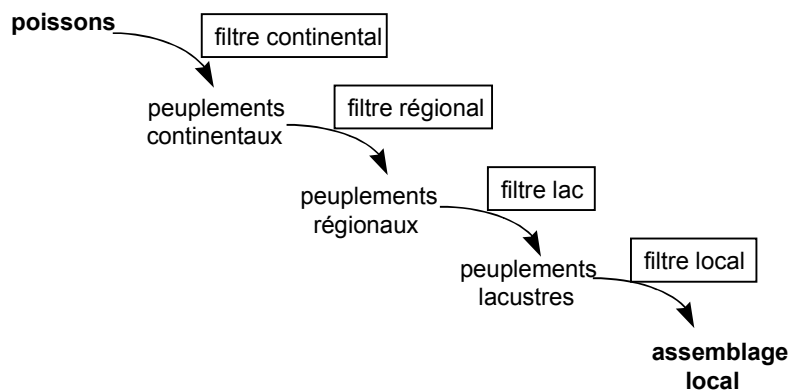 poissons
filtre continental
peuplements
continentaux
filtre régional
peuplements
régionaux
filtre lac
peuplements
lacustres
filtre local
assemblage
local